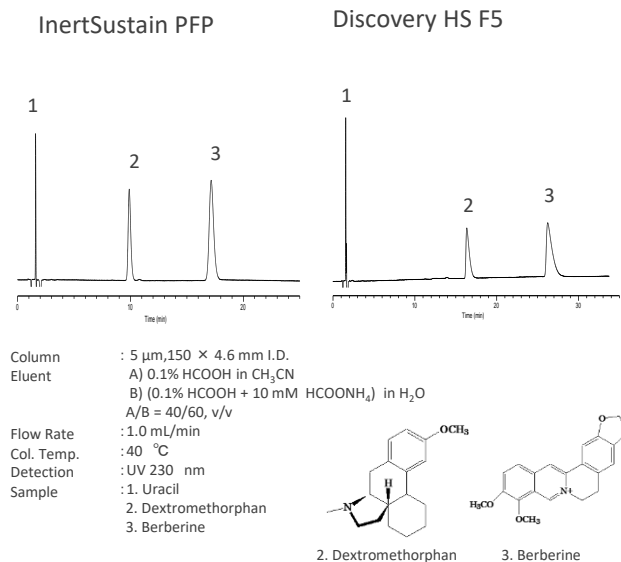 InertSustain PFP
Discovery HS F5
1
2
3
1
2
3
0
10
20
Time (min)
0
10
20
30
Time (min)
Column : 5 μm,150 × 4.6 mm I.D.
Eluent A) 0.1% HCOOH in CH3CN
B) (0.1% HCOOH + 10 mM HCOONH4) in H2O
A/B = 40/60, v/v
Flow Rate : 1.0 mL/min
Col. Temp. : 40 ℃
Detection : UV 230 nm
Sample : 1. Uracil
2. Dextromethorphan
3. Berberine
OCH3
H
N
2. Dextromethorphan
O
N+
H3CO
OCH3
3. Berberine